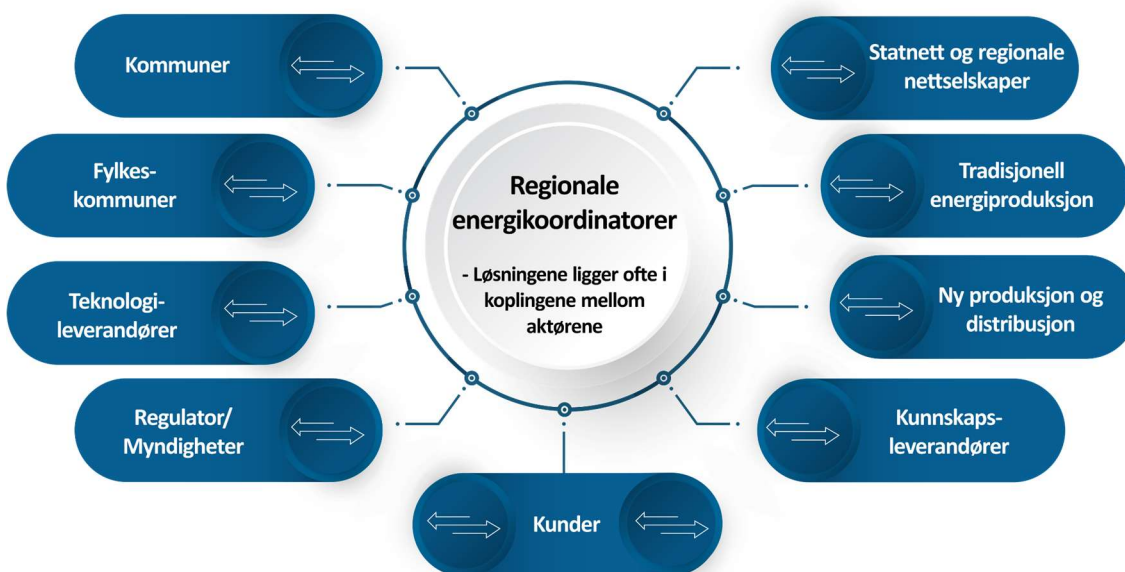 Kommuner
Fylkes-
kommuner
Teknologi-
leverandører
Regulator/
Myndigheter
Regionale
energikoordinatorer
- Løsningene ligger ofte i
koplingene mellom
aktørene
Statnett og regionale
nettselskaper
Tradisjonell
energiproduksjon
Ny produksjon og
distribusjon
Kunnskaps-
leverandører
Kunder